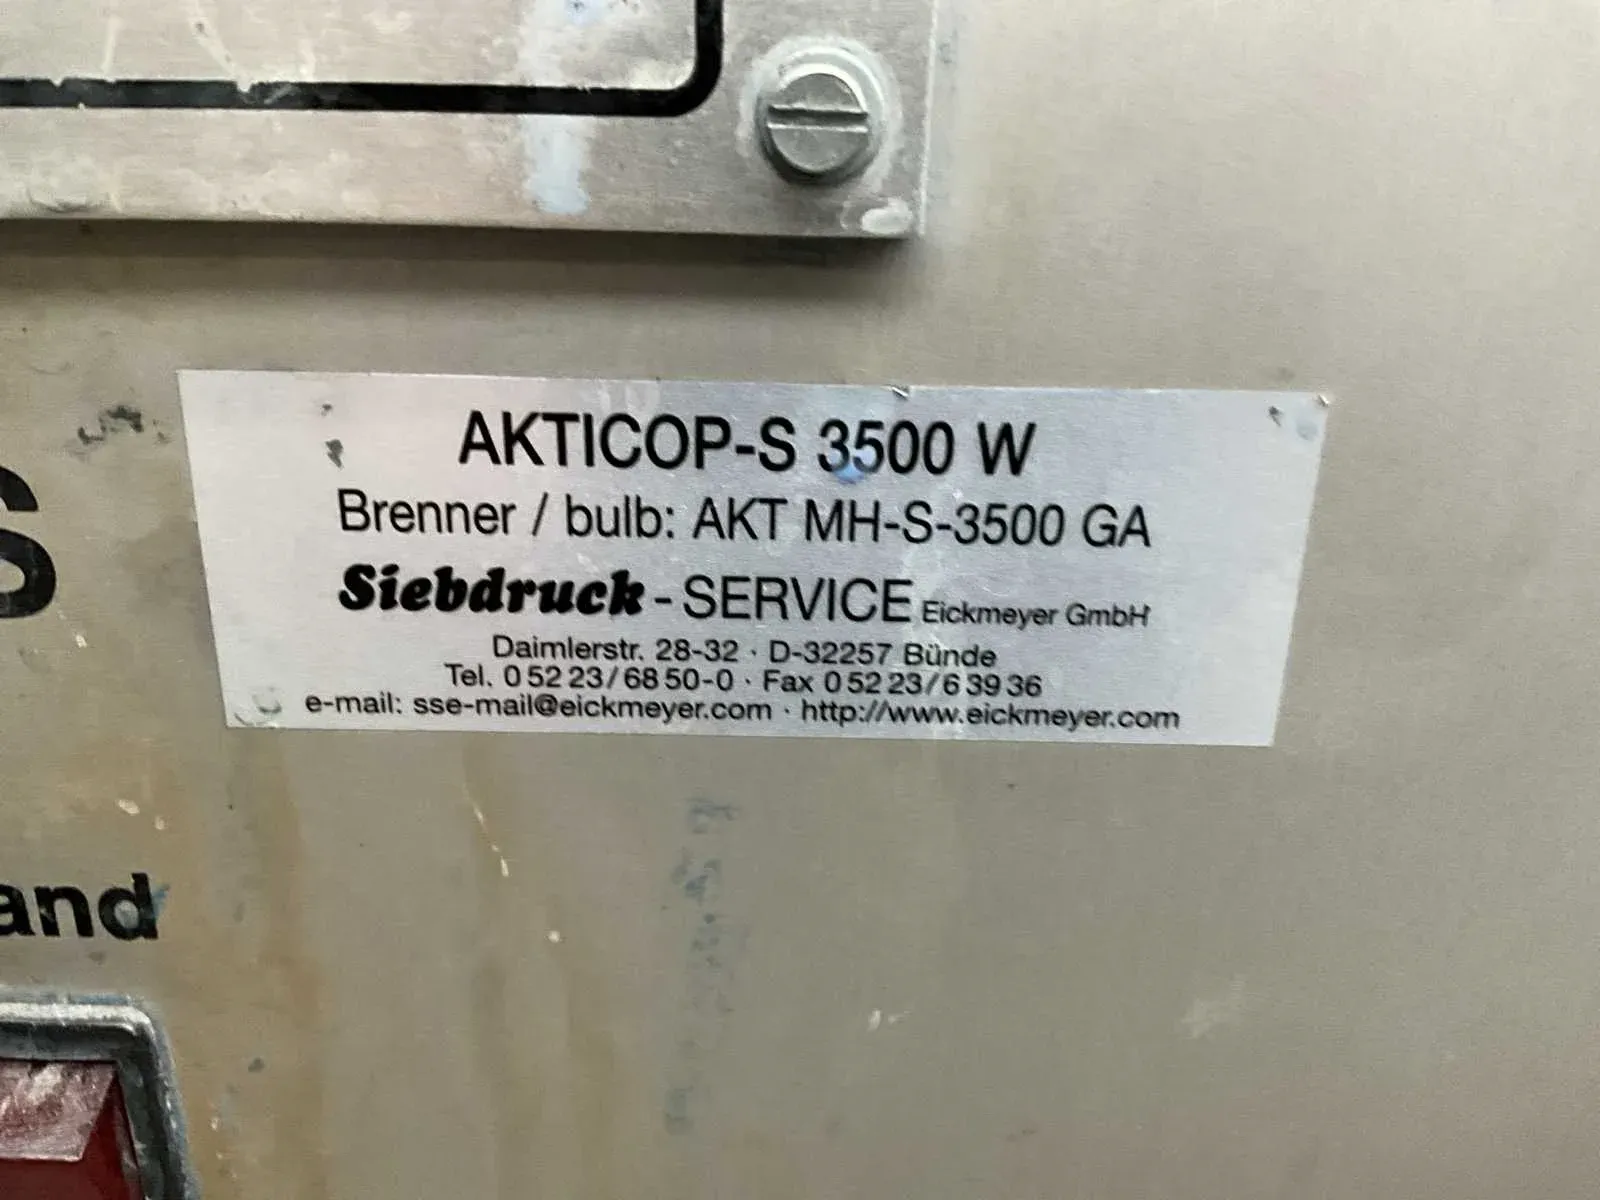 AKTICOP-S 3500 W
Brenner / bulb: AKT MH-S-3500 GA
Siebdruck - SERVICE Eickmeyer GmbH
Daimlerstr. 28-32 · D-32257 Bünde
Tel. 0 52 23 / 68 50-0 · Fax 0 52 23 / 6 39 36
e-mail: sse-mail@eickmeyer.com · http://www.eickmeyer.com
S
and